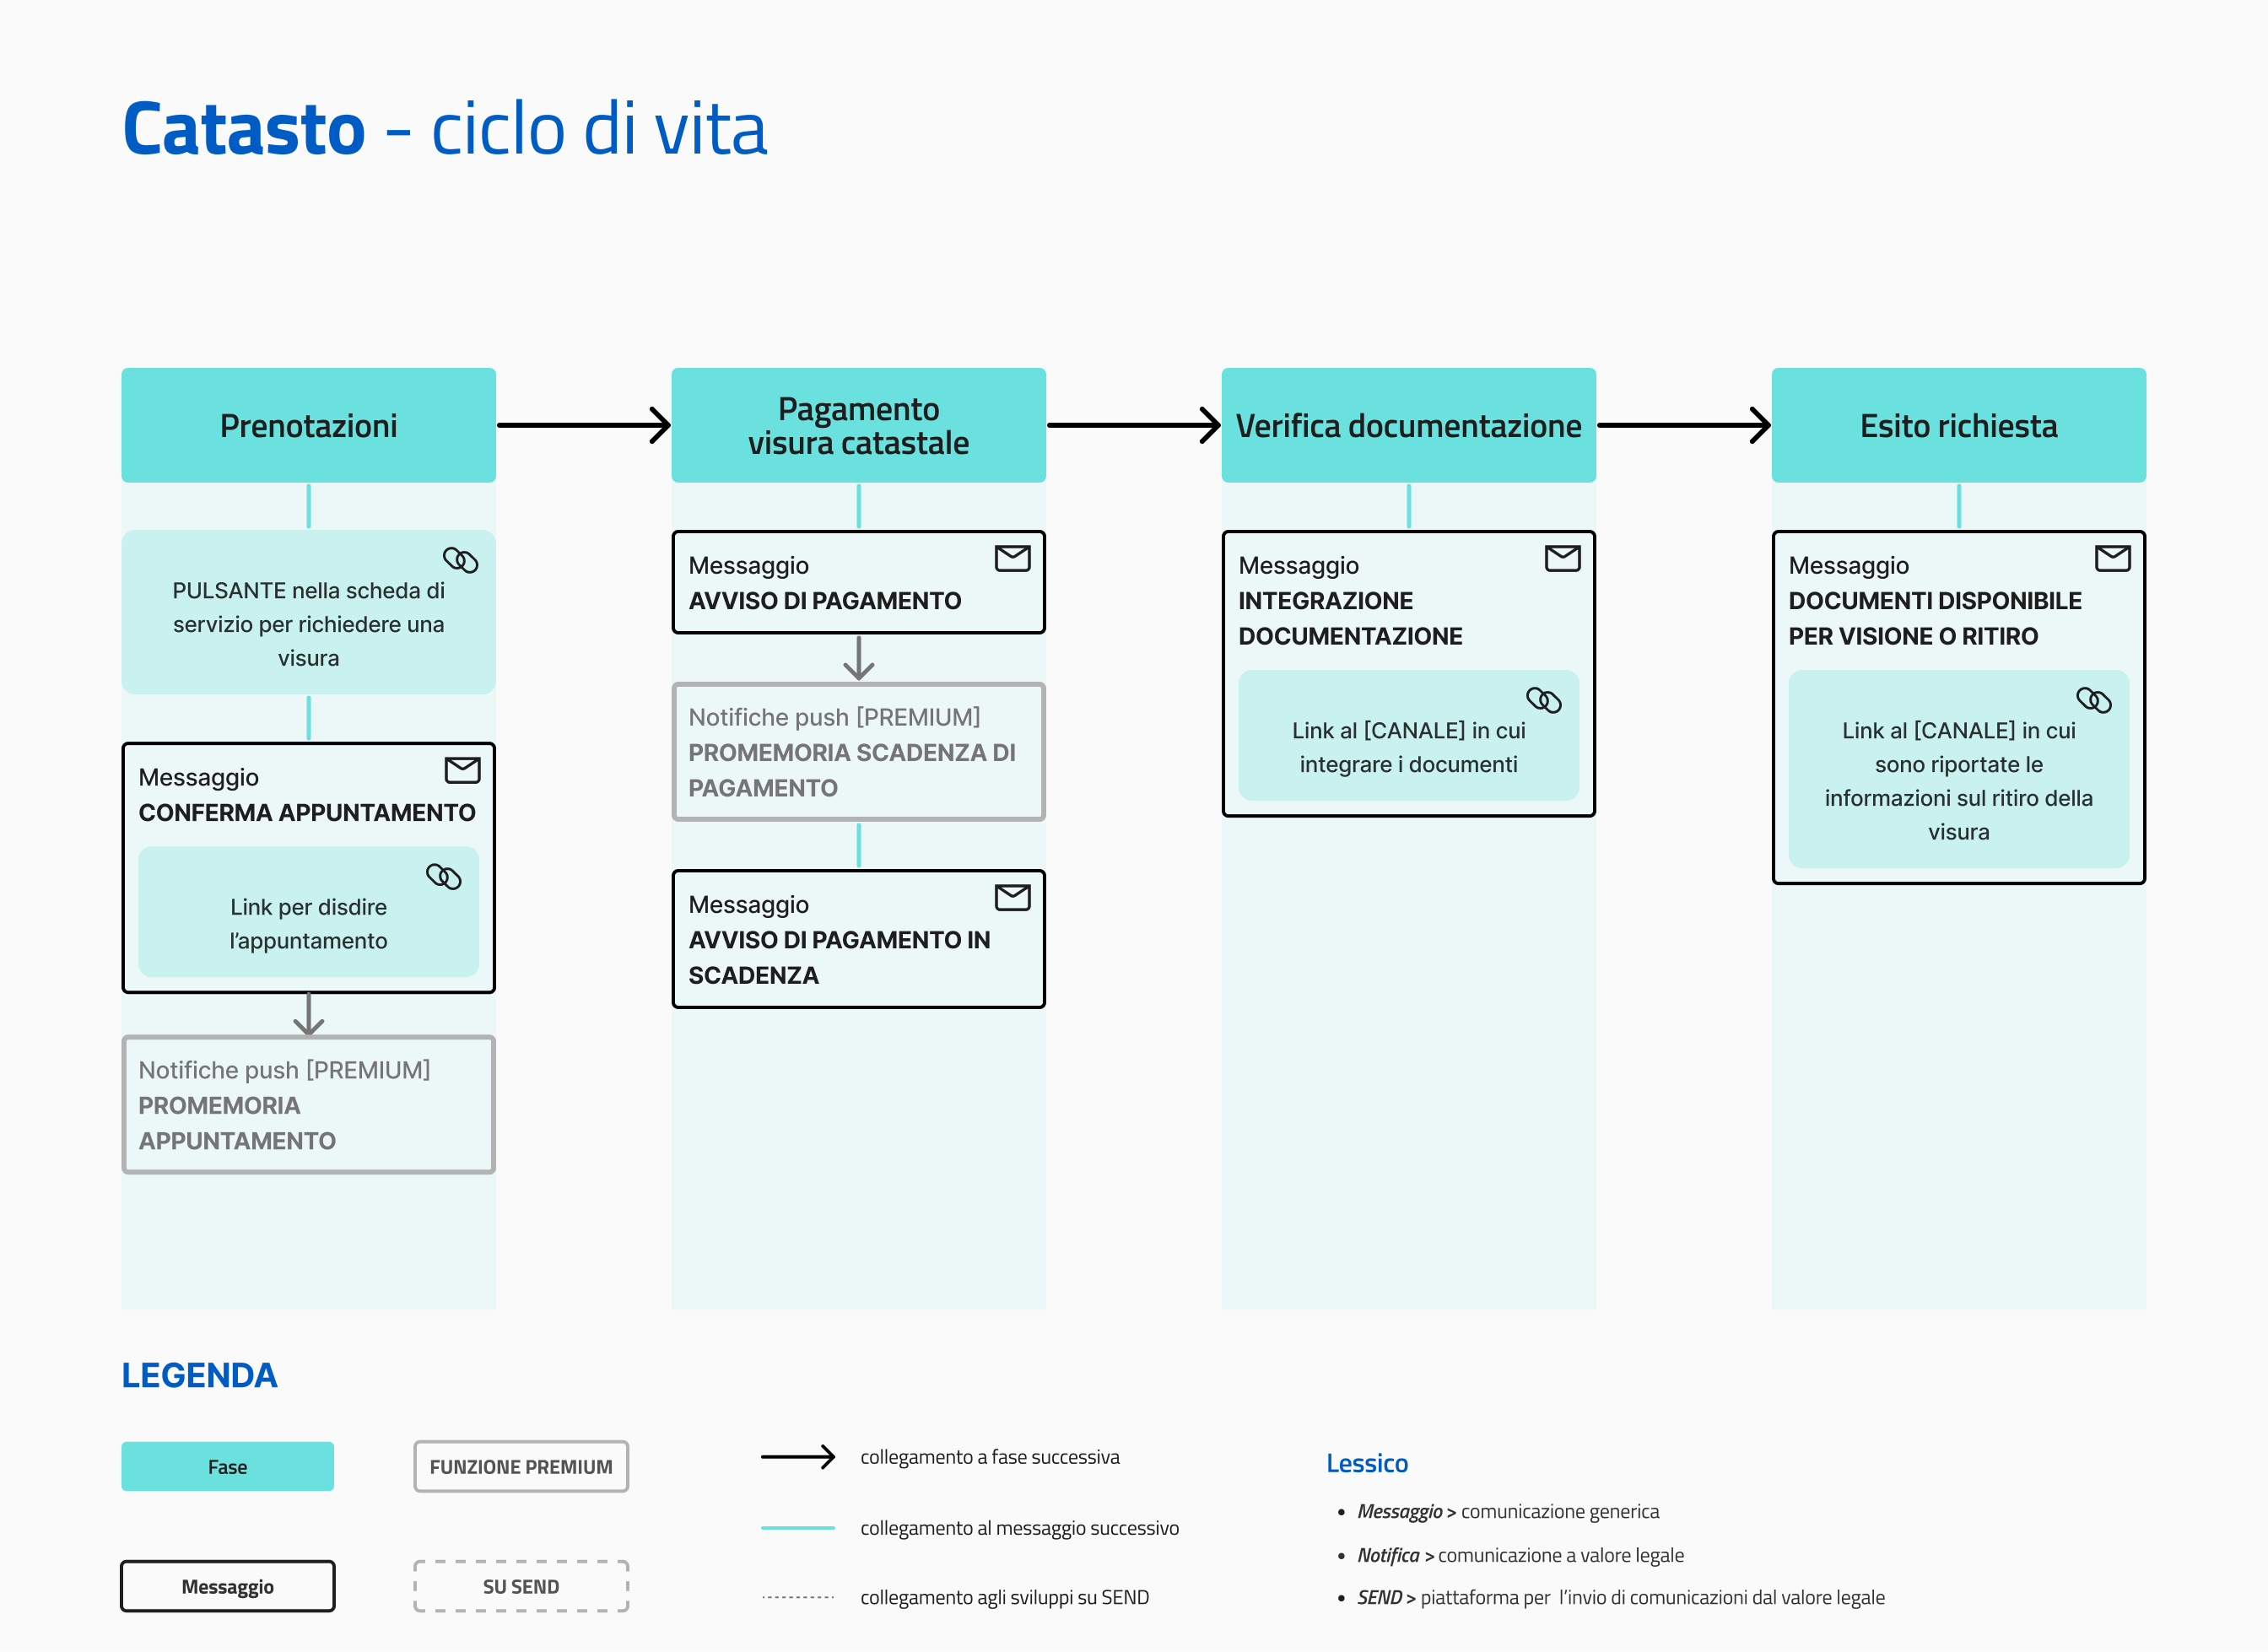 Catasto - ciclo di vita
Prenotazioni
PULSANTE nella scheda di
servizio per richiedere una
visura
Messaggio
CONFERMA APPUNTAMENTO
Link per disdire
l’appuntamento
Notifiche push [PREMIUM]
PROMEMORIA
APPUNTAMENTO
Pagamento
visura catastale
Messaggio
AVVISO DI PAGAMENTO
Notifiche push [PREMIUM]
PROMEMORIA SCADENZA DI
PAGAMENTO
Messaggio
AVVISO DI PAGAMENTO IN
SCADENZA
Verifica documentazione
Messaggio
INTEGRAZIONE
DOCUMENTAZIONE
Link al [CANALE] in cui
integrare i documenti
Esito richiesta
Messaggio
DOCUMENTI DISPONIBILE
PER VISIONE O RITIRO
Link al [CANALE] in cui
sono riportate le
informazioni sul ritiro della
visura
LEGENDA
Fase
FUNZIONE PREMIUM
Messaggio
SU SEND
collegamento a fase successiva
collegamento al messaggio successivo
collegamento agli sviluppi su SEND
Lessico
• Messaggio > comunicazione generica
• Notifica > comunicazione a valore legale
• SEND > piattaforma per l’invio di comunicazioni dal valore legale